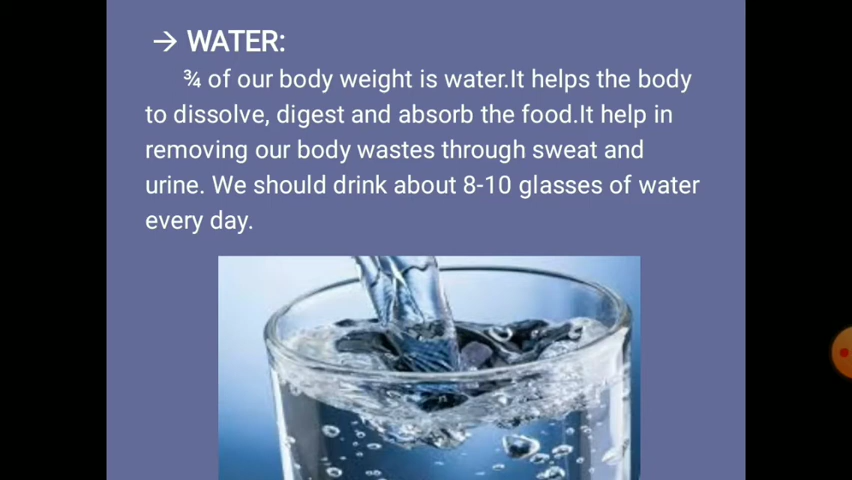 → WATER:
¾ of our body weight is water.It helps the body
to dissolve, digest and absorb the food.It help in
removing our body wastes through sweat and
urine. We should drink about 8-10 glasses of water
every day.